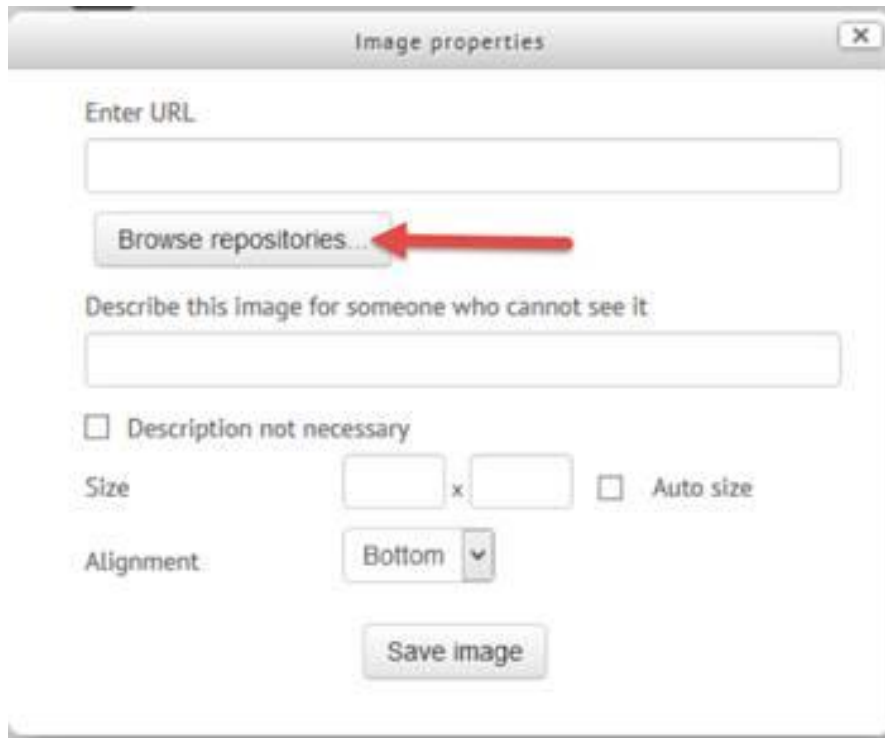 Image properties
Enter URL
Browse repositories...
Describe this image for someone who cannot see it
Description not necessary
Size x Auto size
Alignment Bottom
Save image